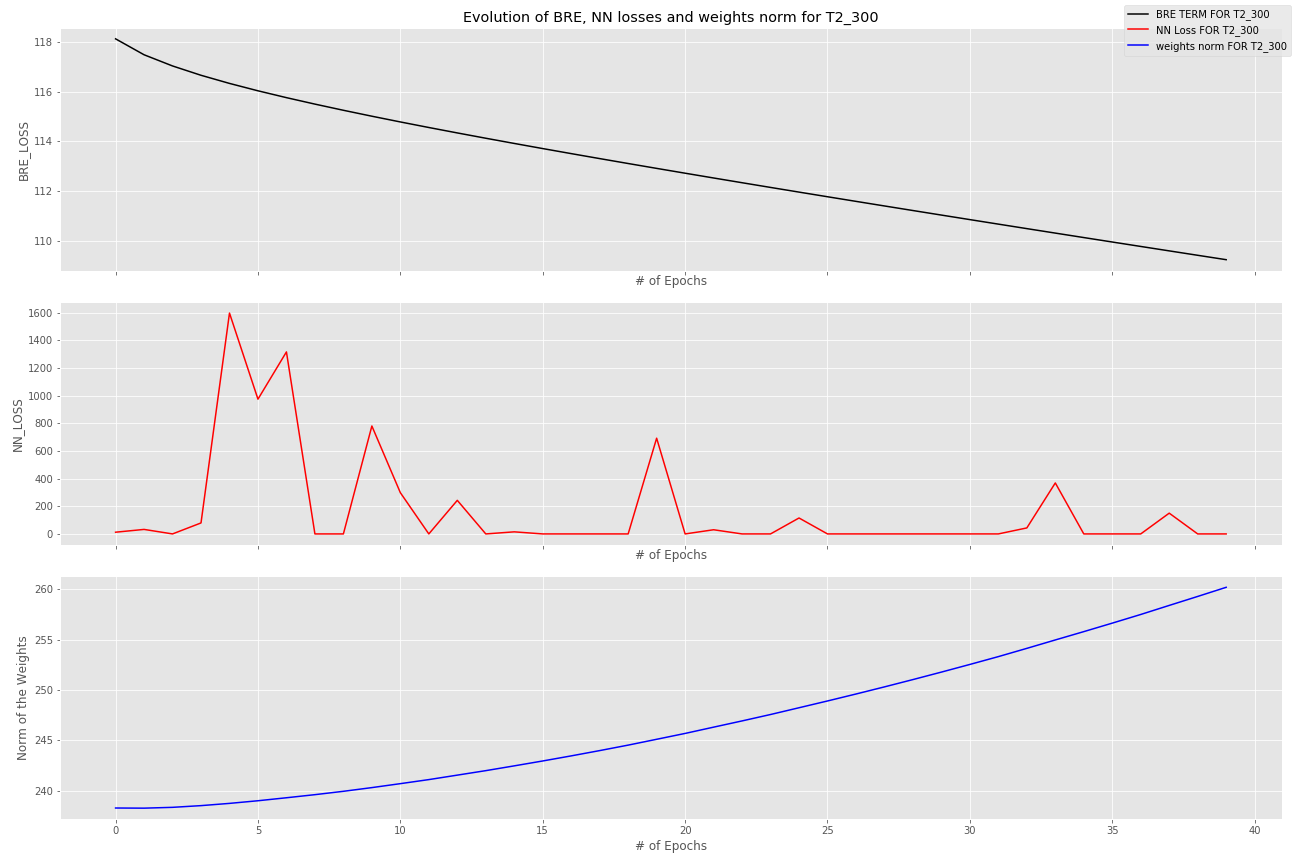 Evolution of BRE, NN losses and weights norm for T2_300
BRE TERM FOR T2_300
NN Loss FOR T2_300
weights norm FOR T2_300
118
116
114
112
110
BRE_LOSS
# of Epochs
1600
1400
1200
1000
800
600
400
200
0
NN_LOSS
# of Epochs
260
255
250
245
240
Norm of the Weights
0 5 10 15 20 25 30 35 40
# of Epochs